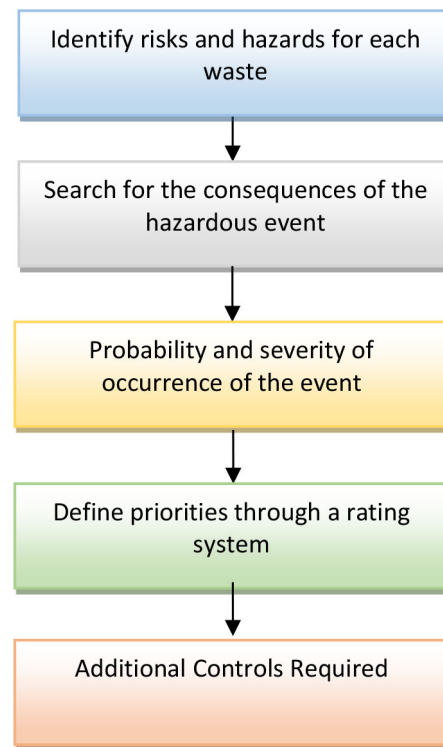 Identify risks and hazards for each
waste
Search for the consequences of the
hazardous event
Probability and severity of
occurrence of the event
Define priorities through a rating
system
Additional Controls Required